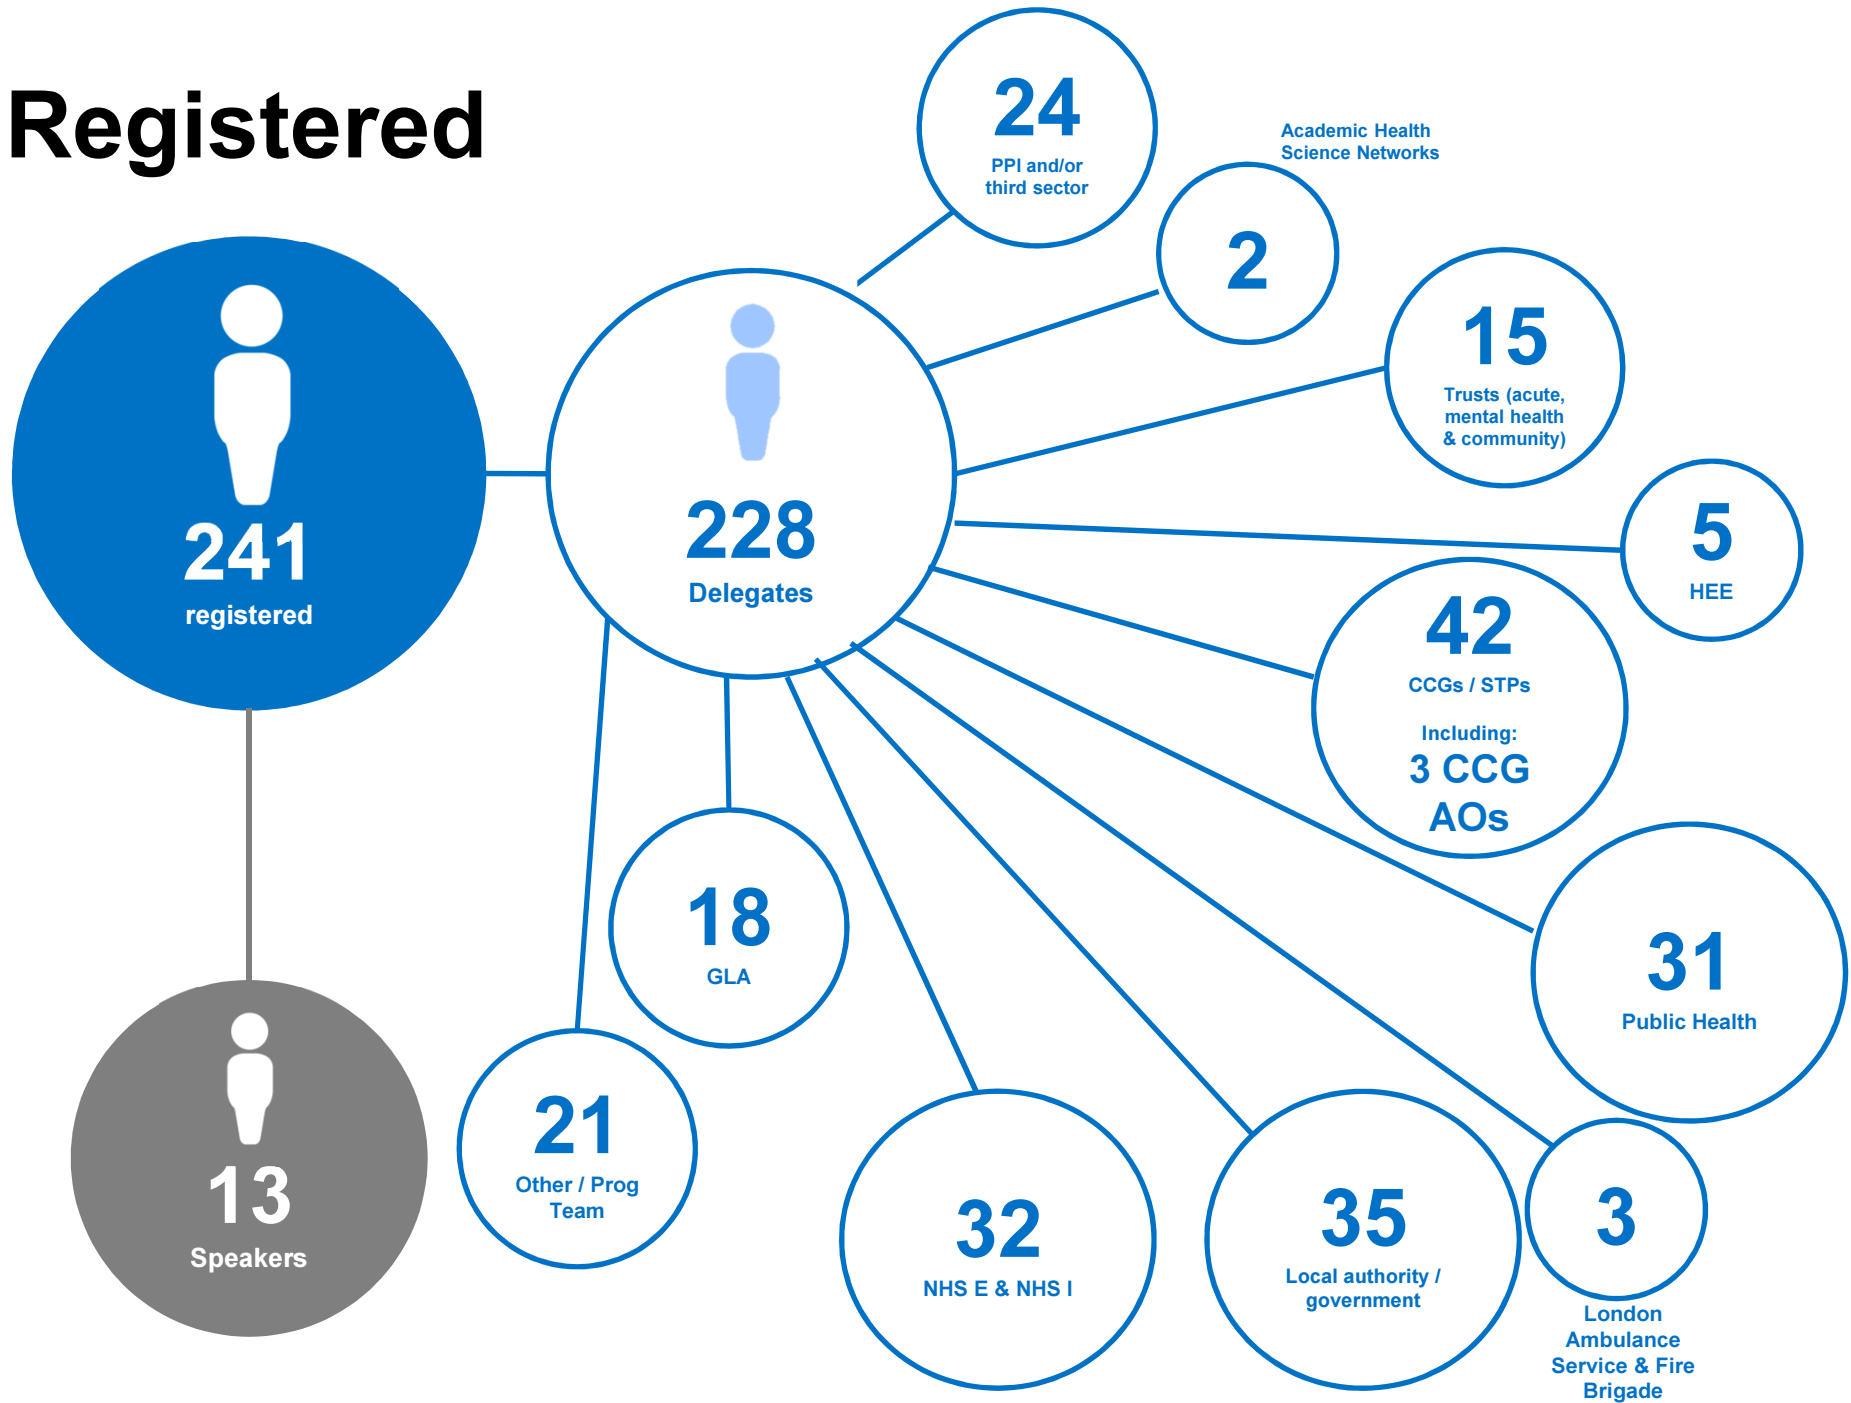 Registered
241
registered
13
Speakers
228
Delegates
24
PPI and/or
third sector
Academic Health
Science Networks
2
15
Trusts (acute,
mental health
& community)
5
HEE
42
CCGs / STPs
Including:
3 CCG
AOs
31
Public Health
3
London
Ambulance
Service & Fire
Brigade
35
Local authority /
government
32
NHS E & NHS I
18
GLA
21
Other / Prog
Team